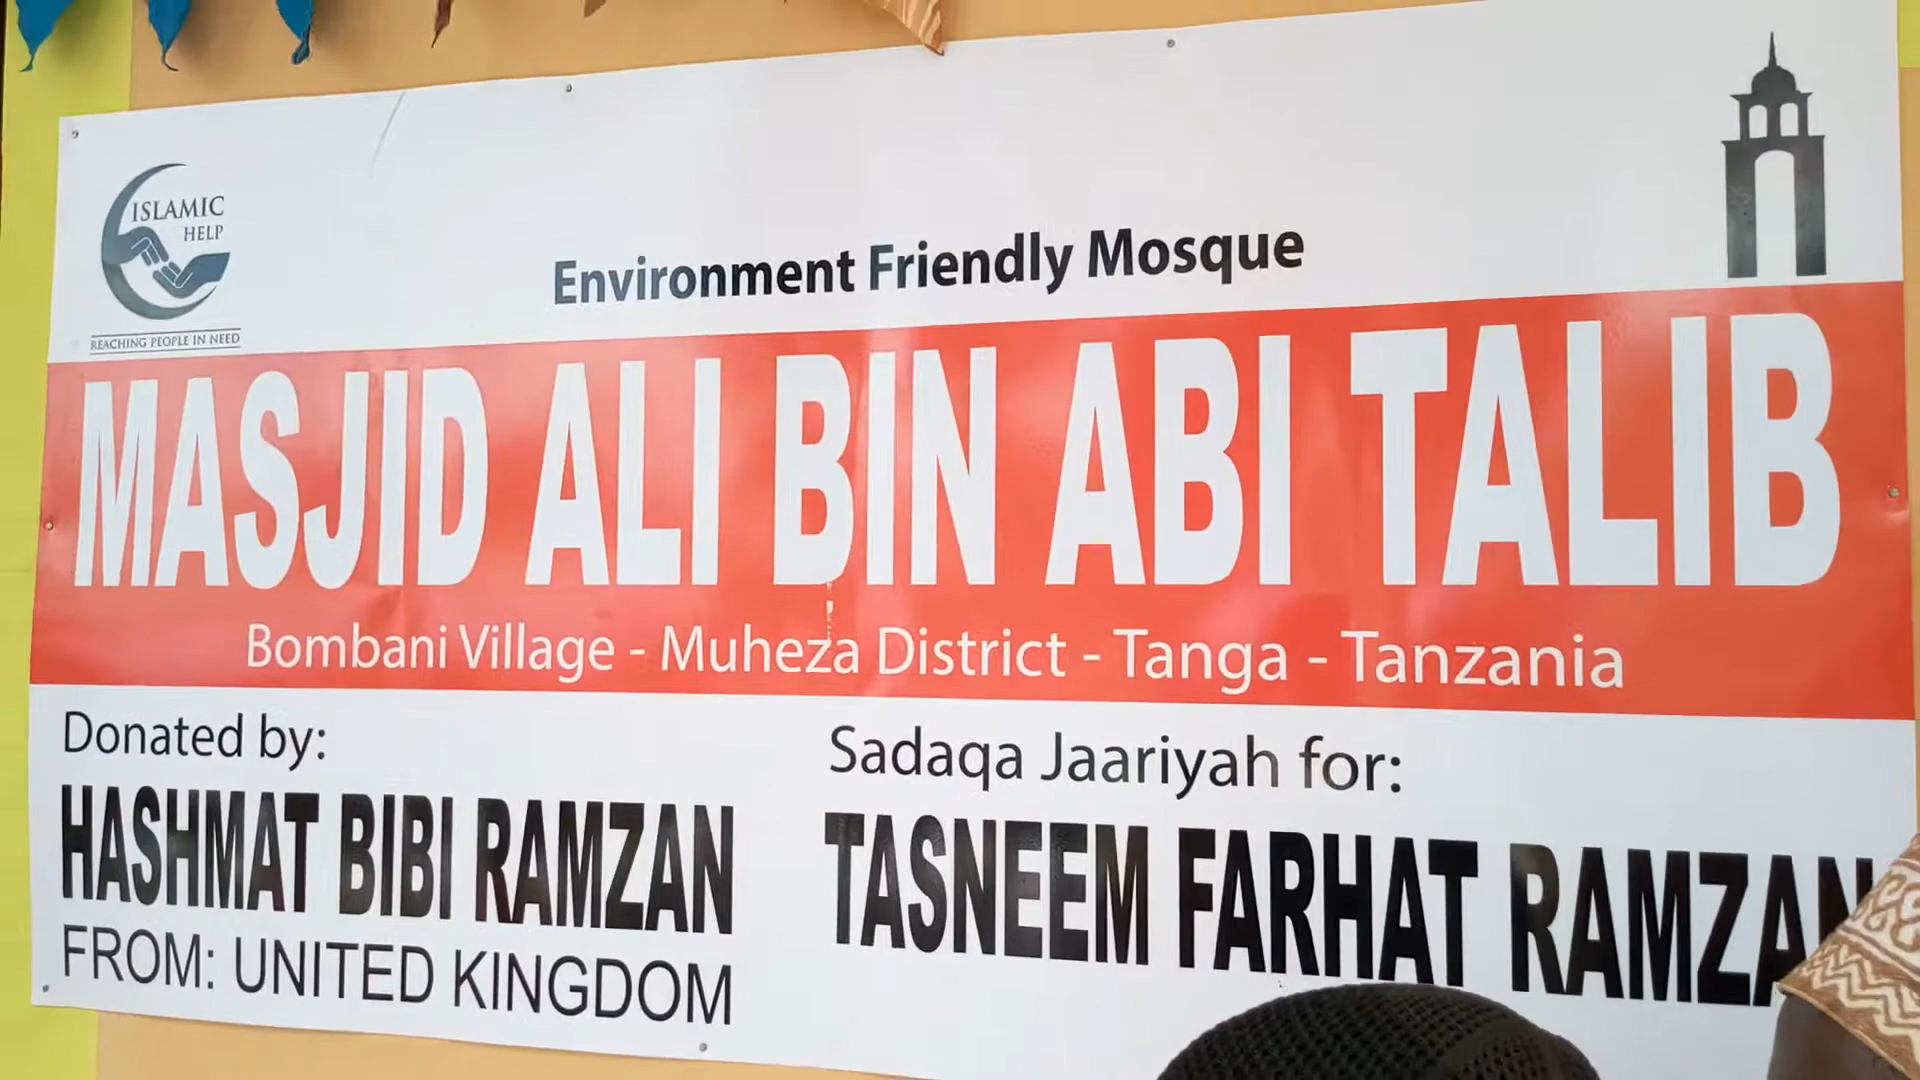 ISLAMIC
HELP
REACHING PEOPLE IN NEED
Environment Friendly Mosque
MASJID ALI BIN ABI TALIB
Bombani Village - Muheza District - Tanga - Tanzania
Donated by:
HASHMAT BIBI RAMZAN
FROM: UNITED KINGDOM
Sadaqa Jaariyah for:
TASNEEM FARHAT RAMZAN